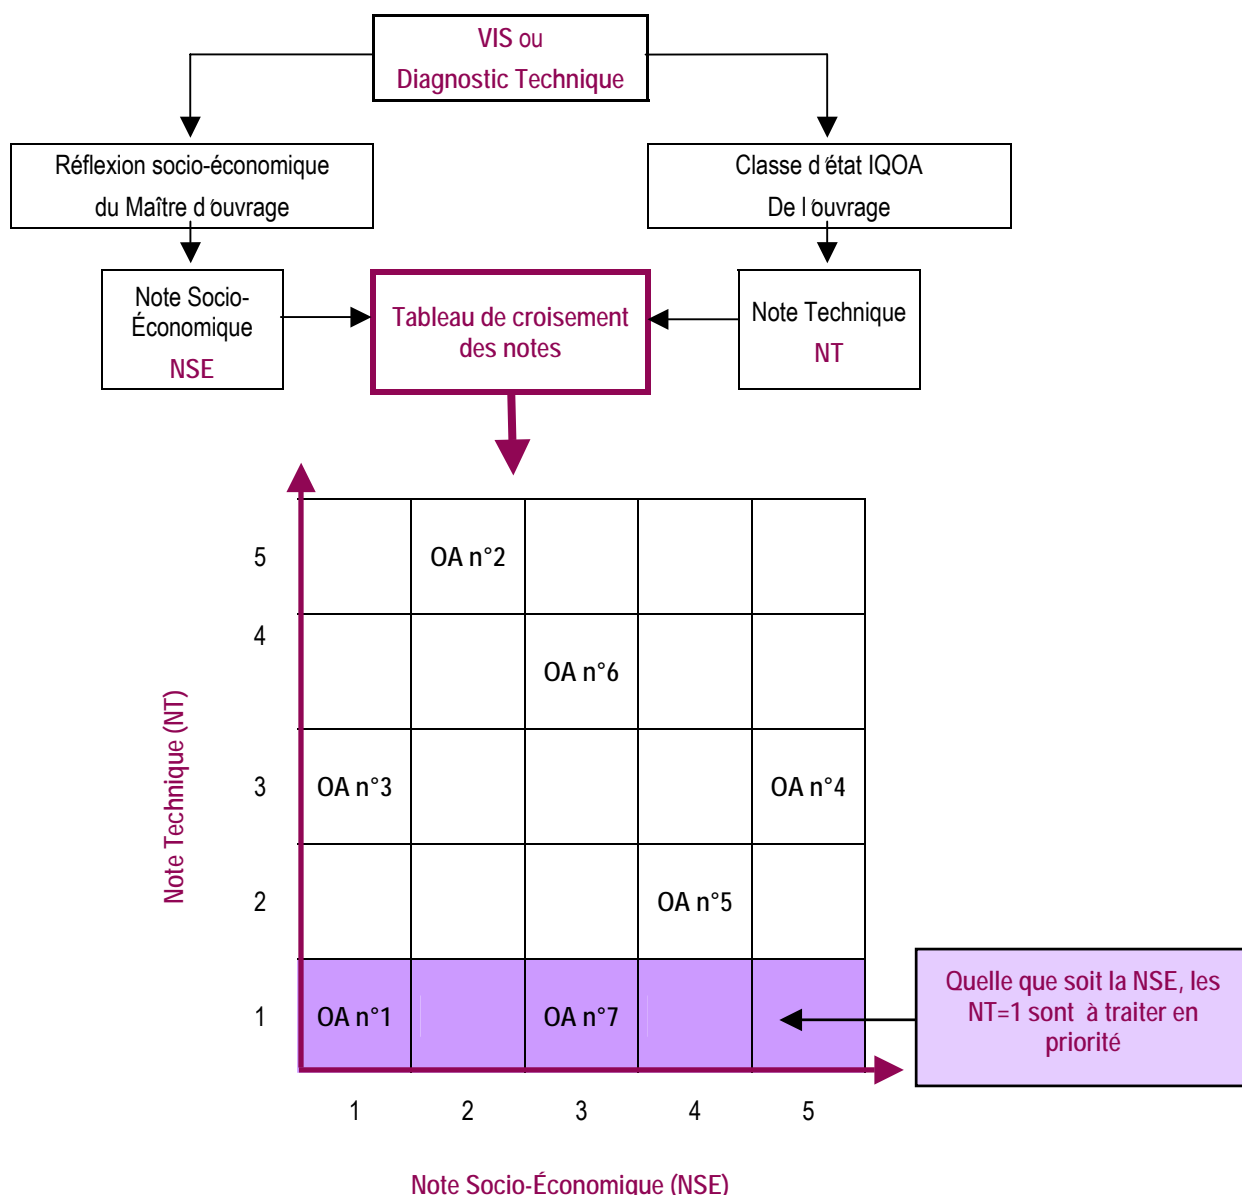 VIS ou
Diagnostic Technique
Réflexion socio-économique
du Maître d'ouvrage
Classe d'état IQOA
De l'ouvrage
Note Socio-
Économique
NSE
Tableau de croisement
des notes
Note Technique
NT
Note Technique (NT)
5
OA n°2
4
OA n°6
3
OA n°3
OA n°4
2
OA n°5
1
OA n°1
OA n°7
Quelle que soit la NSE, les
NT=1 sont à traiter en
priorité
1
2
3
4
5
Note Socio-Économique (NSE)